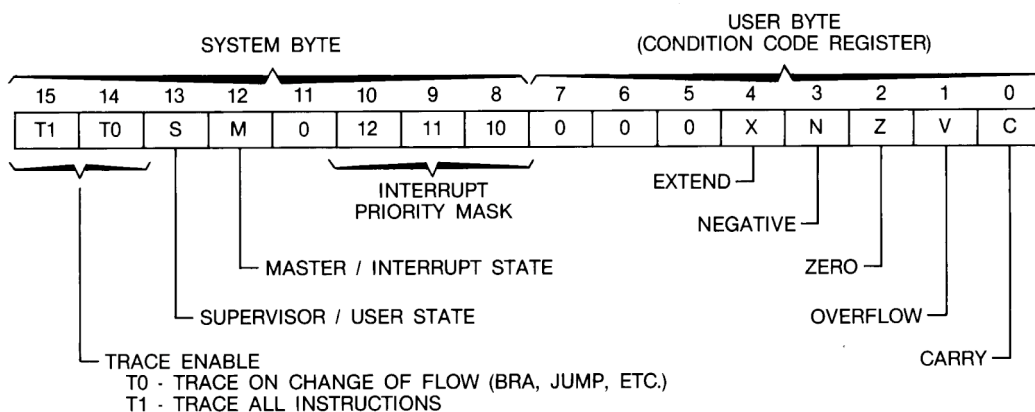 USER BYTE
SYSTEM BYTE (CONDITION CODE REGISTER)
15 14 13 12 11 10 9 8 7 6 5 4 3 2 1 0
T1 T0 S M 0 12 11 10 0 0 0 X N Z V C
INTERRUPT
PRIORITY MASK
EXTEND
NEGATIVE
MASTER / INTERRUPT STATE
ZERO
SUPERVISOR / USER STATE
OVERFLOW
TRACE ENABLE
CARRY
T0 - TRACE ON CHANGE OF FLOW (BRA, JUMP, ETC.)
T1 - TRACE ALL INSTRUCTIONS